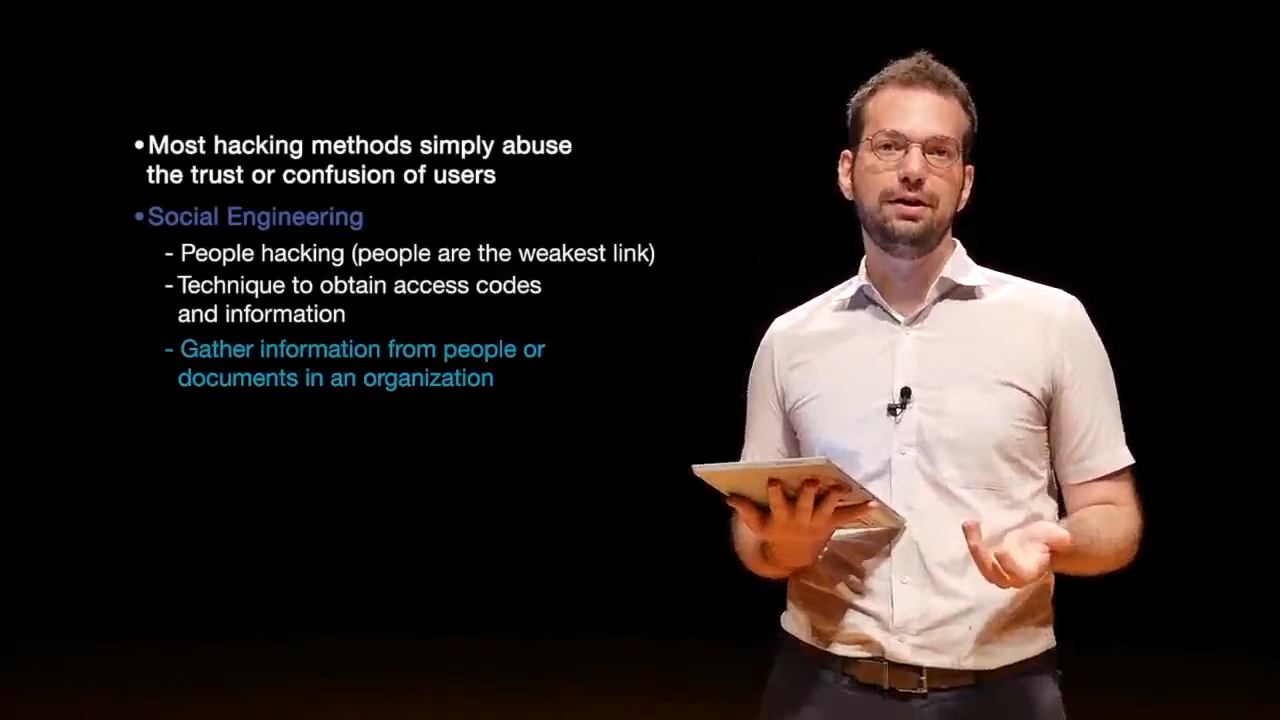 •Most hacking methods simply abuse
the trust or confusion of users
•Social Engineering
- People hacking (people are the weakest link)
- Technique to obtain access codes
and information
- Gather information from people or
documents in an organization